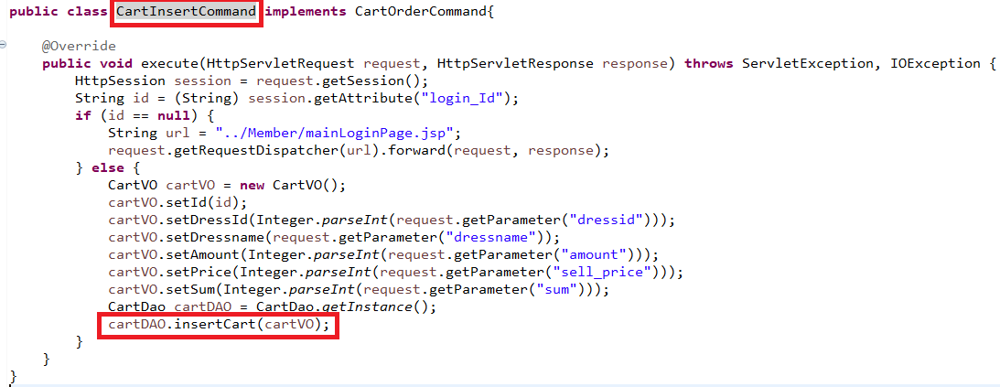 public class CartInsertCommand implements CartOrderCommand{
@Override
public void execute(HttpServletRequest request, HttpServletResponse response) throws ServletException, IOException {
HttpSession session = request.getSession();
String id = (String) session.getAttribute("login_Id");
if (id == null) {
String url = "../Member/mainLoginPage.jsp";
request.getRequestDispatcher(url).forward(request, response);
} else {
CartVO cartVO = new CartVO();
cartVO.setId(id);
cartVO.setDressId(Integer.parseInt(request.getParameter("dressid")));
cartVO.setDressname(request.getParameter("dressname"));
cartVO.setAmount(Integer.parseInt(request.getParameter("amount")));
cartVO.setPrice(Integer.parseInt(request.getParameter("sell_price")));
cartVO.setSum(Integer.parseInt(request.getParameter("sum")));
CartDao cartDAO = CartDao.getInstance();
cartDAO.insertCart(cartVO);
}
}
}